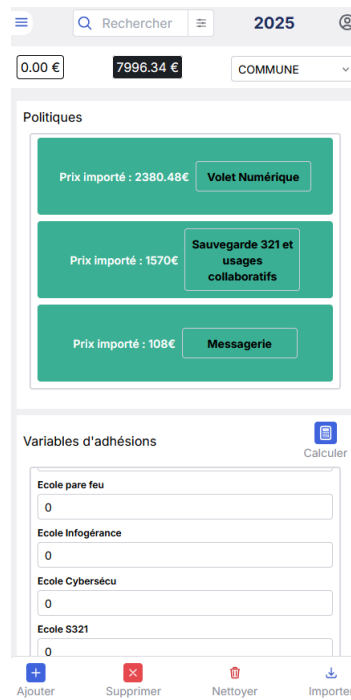 Rechercher
2025
0.00 €
7996.34 €
COMMUNE
Politiques
Prix importé : 2380.48€
Volet Numérique
Prix importé : 1570€
Sauvegarde 321 et
usages
collaboratifs
Prix importé : 108€
Messagerie
Variables d'adhésions
Calculer
Ecole pare feu
0
Ecole Infogérance
0
Ecole Cybersécu
0
Ecole S321
0
Ajouter
Supprimer
Nettoyer
Importer